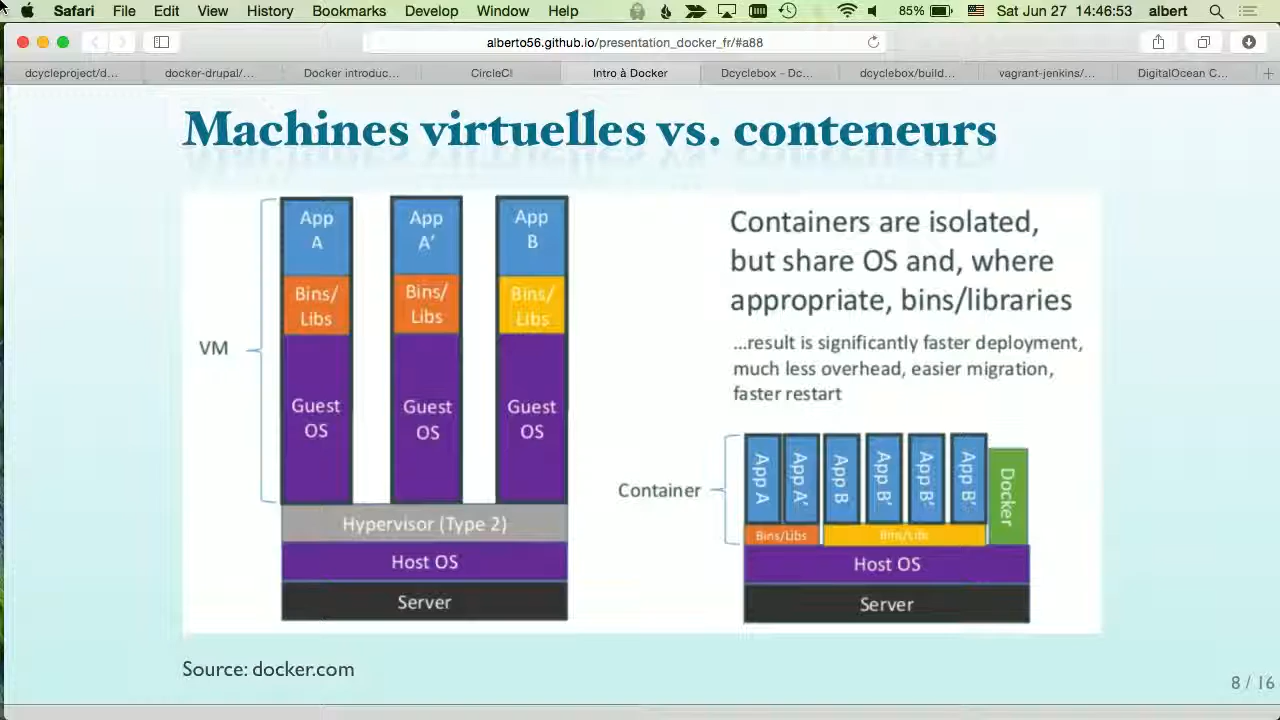 Safari File Edit View History Bookmarks Develop Window Help 85% Sat Jun 27 14:46:53 albert
alberto56.github.io/presentation_docker_fr/#a88
dcycleproject/d... docker-drupal/... Docker introduc... CircleCI Intro à Docker Dcyclebox - Dc... dcyclebox/build... vagrant-jenkins/... DigitalOcean C...
Machines virtuelles vs. conteneurs
VM
App
A
Bins/
Libs
Guest
OS
App
A'
Bins/
Libs
Guest
OS
App
B
Bins/
Libs
Guest
OS
Hypervisor (Type 2)
Host OS
Server
Containers are isolated,
but share OS and, where
appropriate, bins/libraries
...result is significantly faster deployment,
much less overhead, easier migration,
faster restart
Container
App A
App A'
App B
App B'
App B'
App B'
Docker
Bins/Libs
Bins/Libs
Host OS
Server
Source: docker.com
8 / 16